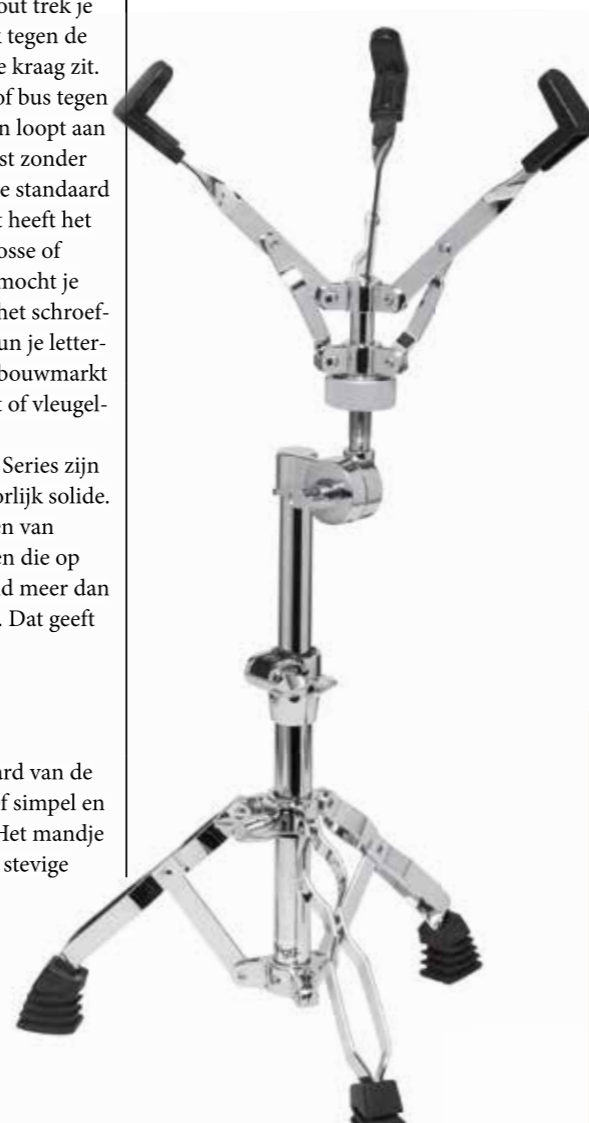 out trek je
tegen de
e kraag zit.
of bus tegen
n loopt aan
st zonder
e standaard
t heeft het
osse of
mocht je
het schroef-
un je letter-
bouwmarkt
t of vleugel-
Series zijn
orlijk solide.
en van
en die op
d meer dan
. Dat geeft
ard van de
f simpel en
Het mandje
stevige